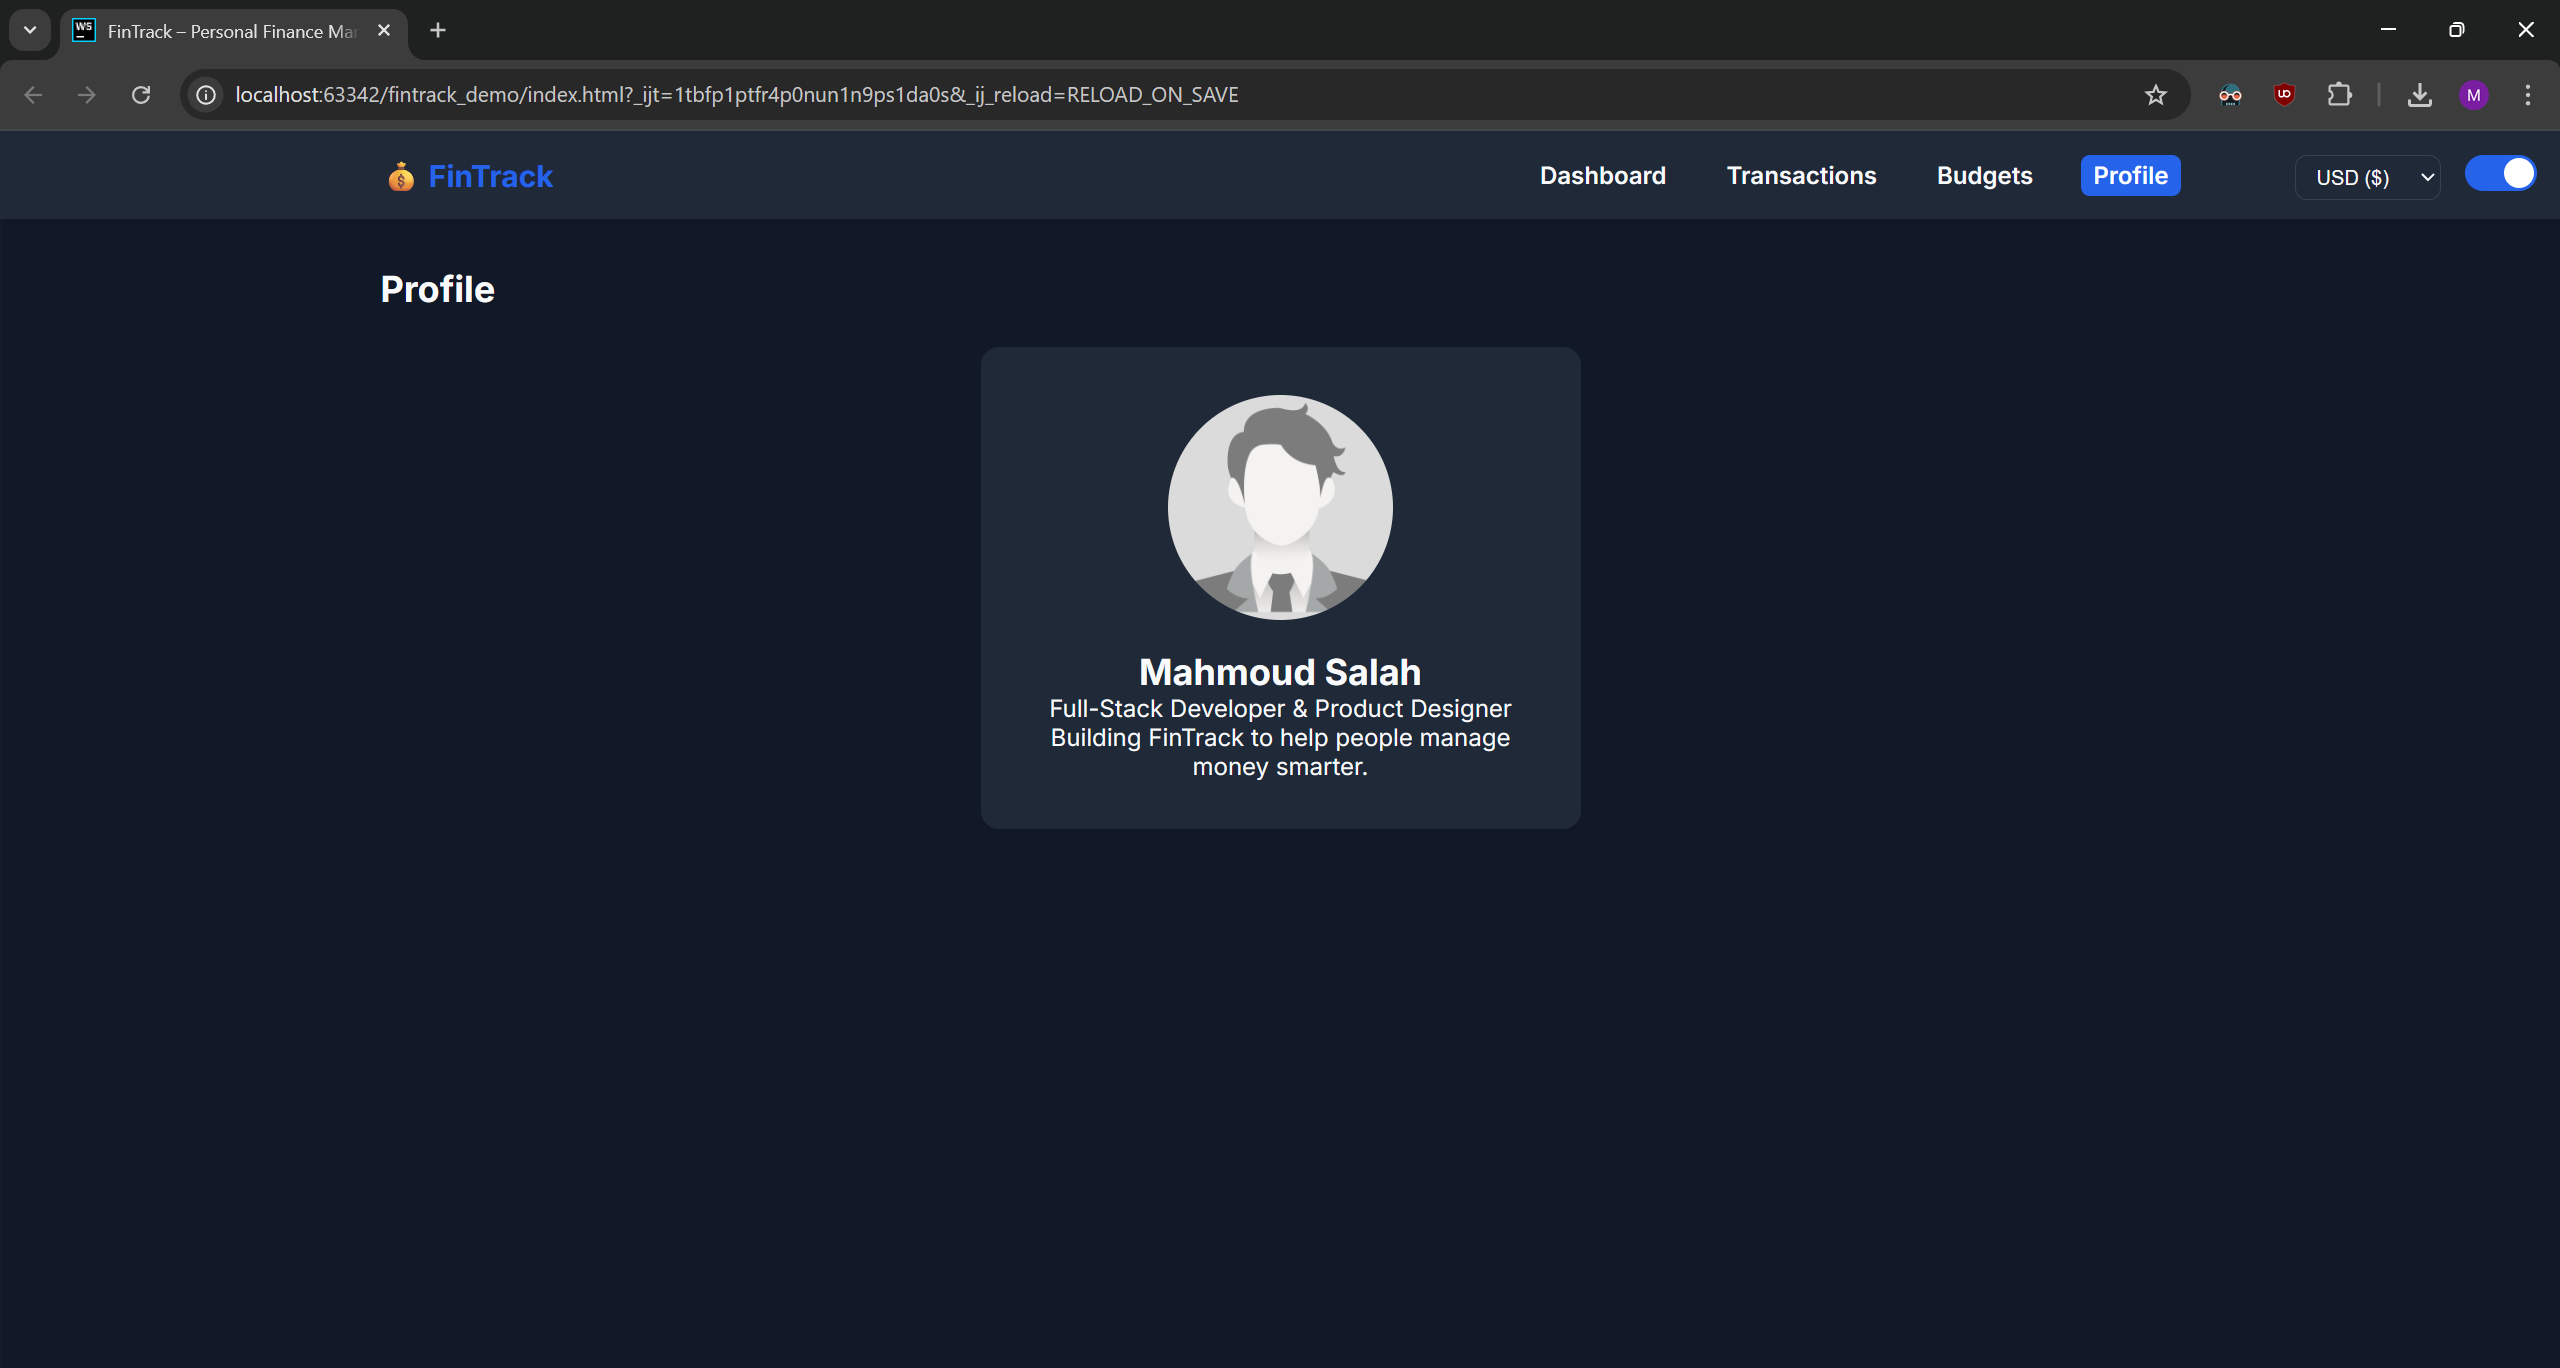 FinTrack – Personal Finance Mar
localhost:63342/fintrack_demo/index.html?_ijt=1tbfp1ptfr4p0nun1n9ps1da0s&_ij_reload=RELOAD_ON_SAVE
M
FinTrack
Dashboard
Transactions
Budgets
Profile
USD ($)
Profile
Mahmoud Salah
Full-Stack Developer & Product Designer
Building FinTrack to help people manage
money smarter.